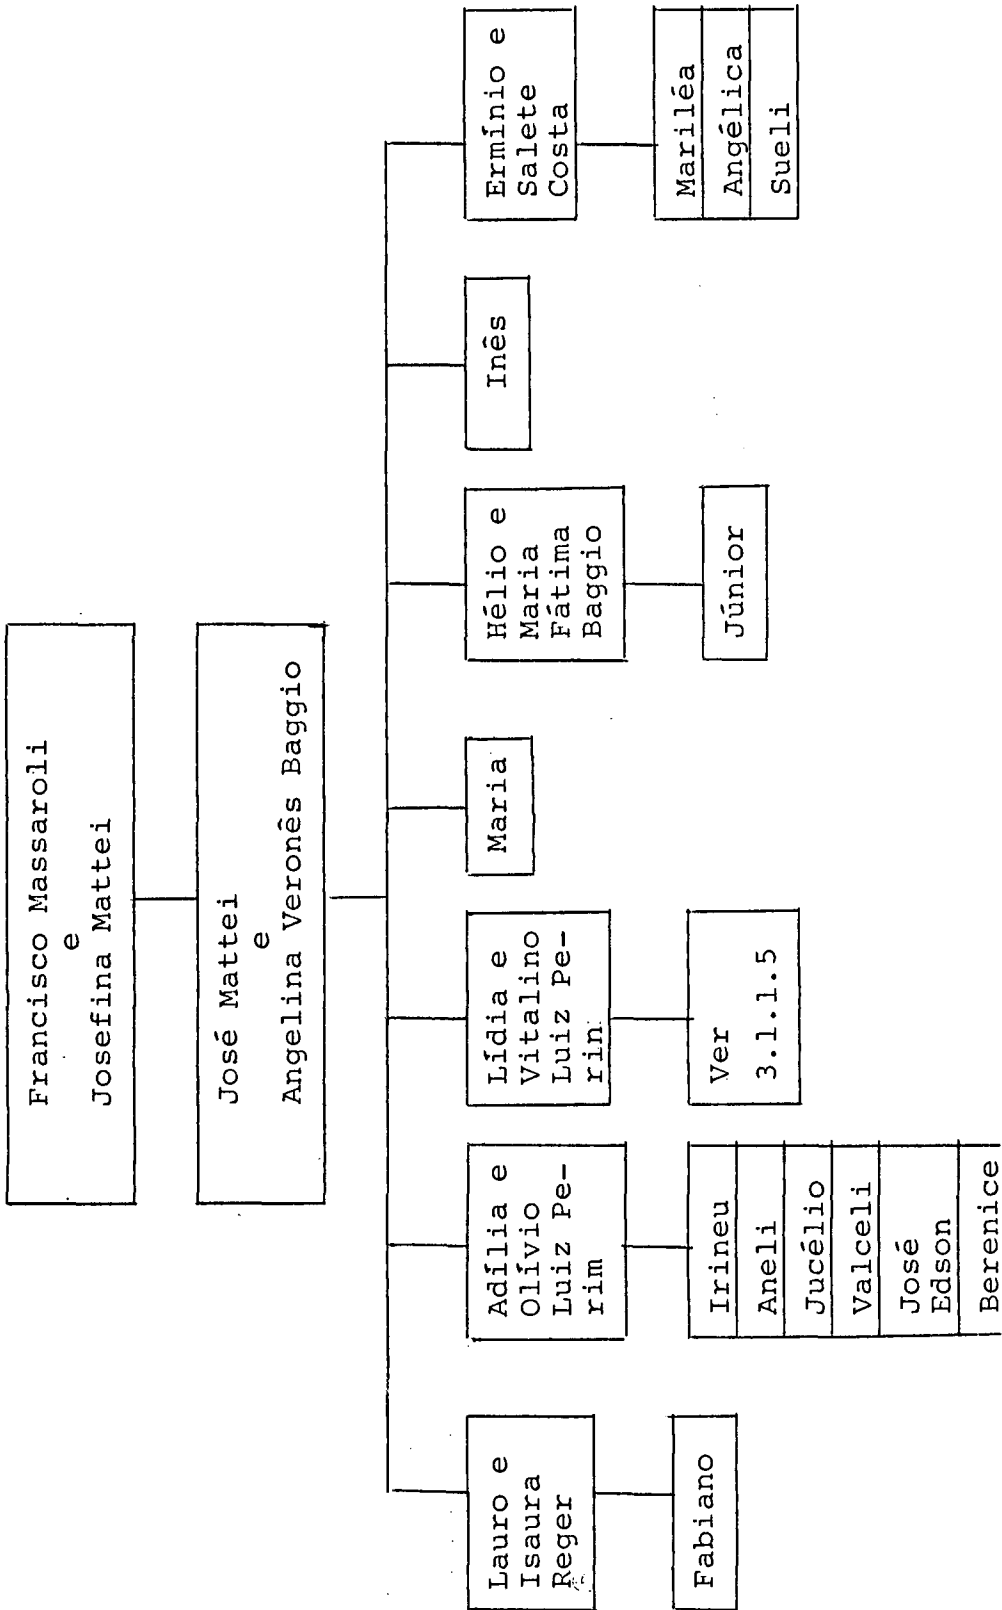 Francisco Massaroli
e
Josefina Mattei
José Mattei
e
Angelina Veronês Baggio
Lauro e
Isaura
Reger
Adília e
Olívio
Luiz Pe-
rim
Lídia e
Vitalino
Luiz Pe-
rin
Maria
Hélio e
Maria
Fátima
Baggio
Inês
Ermínio e
Salete
Costa
Fabiano
Irineu
Aneli
Jucélio
Valceli
José
Edson
Berenice
Ver
3.1.1.5
Júnior
Mariléa
Angélica
Sueli